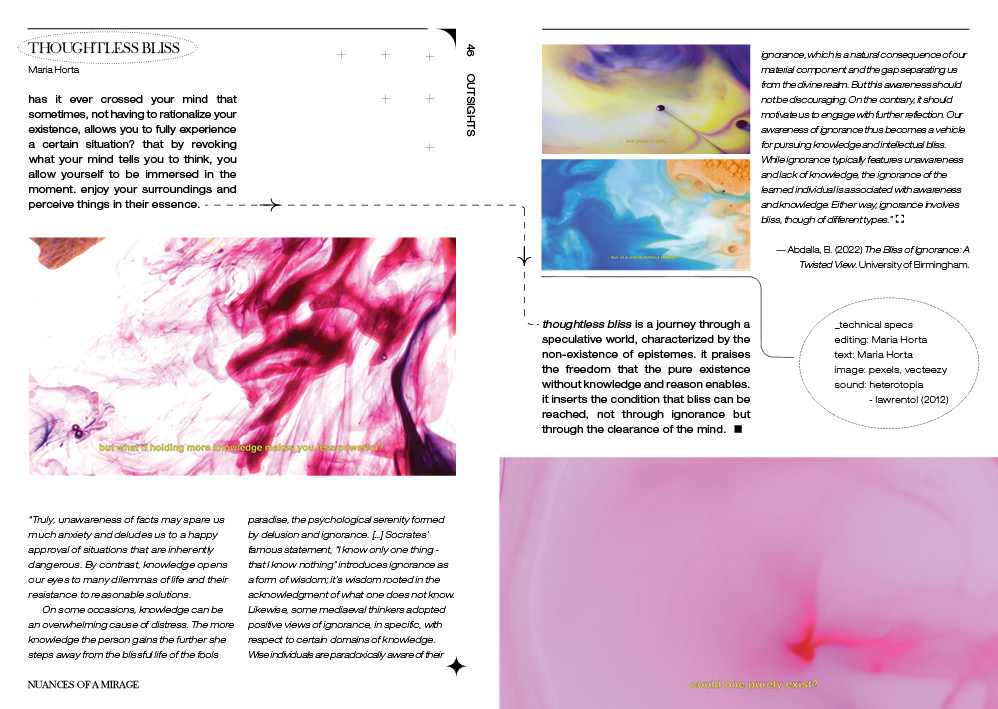 THOUGHTLESS BLISS
Maria Horta
has it ever crossed your mind that
sometimes, not having to rationalize your
existence, allows you to fully experience
a certain situation? that by revoking
what your mind tells you to think, you
allow yourself to be immersed in the
moment. enjoy your surroundings and
perceive things in their essence.
46 OUTSIGHTS
but what if holding more knowledge makes you less powerful?
"Truly, unawareness of facts may spare us
much anxiety and deludes us to a happy
approval of situations that are inherently
dangerous. By contrast, knowledge opens
our eyes to many dilemmas of life and their
resistance to reasonable solutions.
On some occasions, knowledge can be
an overwhelming cause of distress. The more
knowledge the person gains the further she
steps away from the blissful life of the fools
paradise, the psychological serenity formed
by delusion and ignorance. [...] Socrates'
famous statement, "I know only one thing -
that I know nothing" introduces ignorance as
a form of wisdom; it's wisdom rooted in the
acknowledgment of what one does not know.
Likewise, some mediaeval thinkers adopted
positive views of ignorance, in specific, with
respect to certain domains of knowledge.
Wise individuals are paradoxically aware of their
NUANCES OF A MIRAGE
but in a world without
ignorance, which is a natural consequence of our
material component and the gap separating us
from the divine realm. But this awareness should
not be discouraging. On the contrary, it should
motivate us to engage with further reflection. Our
awareness of ignorance thus becomes a vehicle
for pursuing knowledge and intellectual bliss.
While ignorance typically features unawareness
and lack of knowledge, the ignorance of the
learned individual is associated with awareness
and knowledge. Either way, ignorance involves
bliss, though of different types."
— Abdalla, B. (2022) The Bliss of Ignorance: A
Twisted View. University of Birmingham.
thoughtless bliss is a journey through a
speculative world, characterized by the
non-existence of epistemes. it praises
the freedom that the pure existence
without knowledge and reason enables.
it inserts the condition that bliss can be
reached, not through ignorance but
through the clearance of the mind.
_technical specs
editing: Maria Horta
text: Maria Horta
image: pexels, vecteezy
sound: heterotopia
- lawrentol (2012)
could one purely exist?